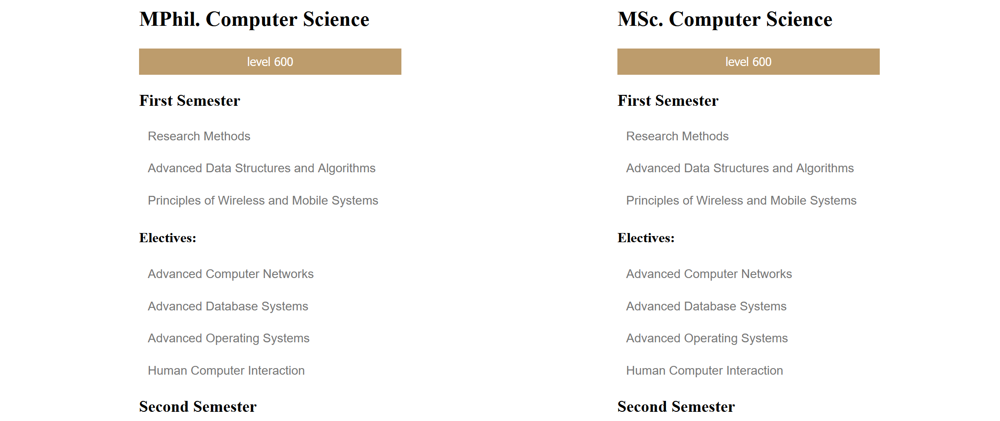 MPhil. Computer Science
level 600
First Semester
Research Methods
Advanced Data Structures and Algorithms
Principles of Wireless and Mobile Systems
Electives:
Advanced Computer Networks
Advanced Database Systems
Advanced Operating Systems
Human Computer Interaction
Second Semester
MSc. Computer Science
level 600
First Semester
Research Methods
Advanced Data Structures and Algorithms
Principles of Wireless and Mobile Systems
Electives:
Advanced Computer Networks
Advanced Database Systems
Advanced Operating Systems
Human Computer Interaction
Second Semester